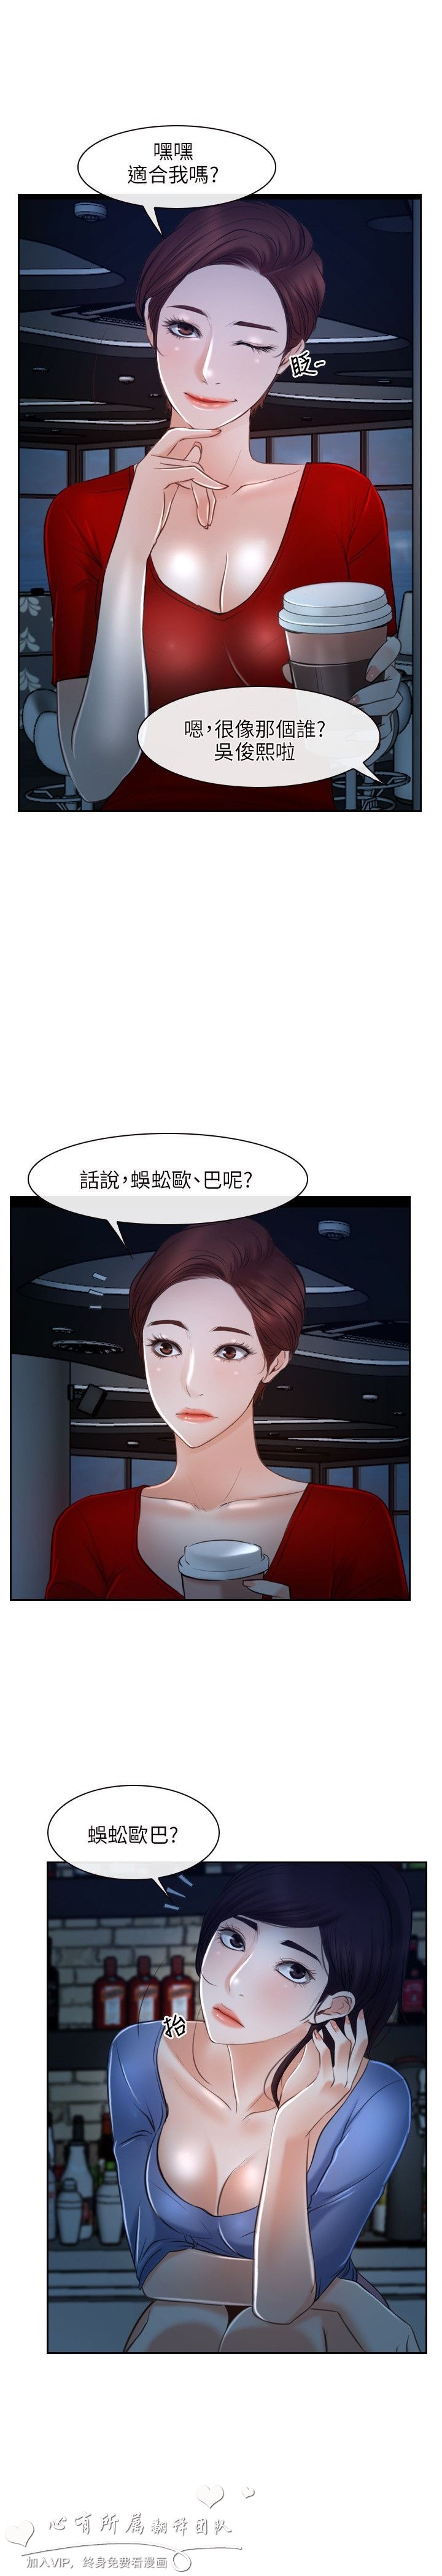 嘿嘿
適合我嗎?
眨~
嗯,很像那個誰?
吳俊熙啦
話說,蜈蚣歐、巴呢?
蜈蚣歐巴?
抬
心有所属翻译团队
加入VIP，终身免费看漫画